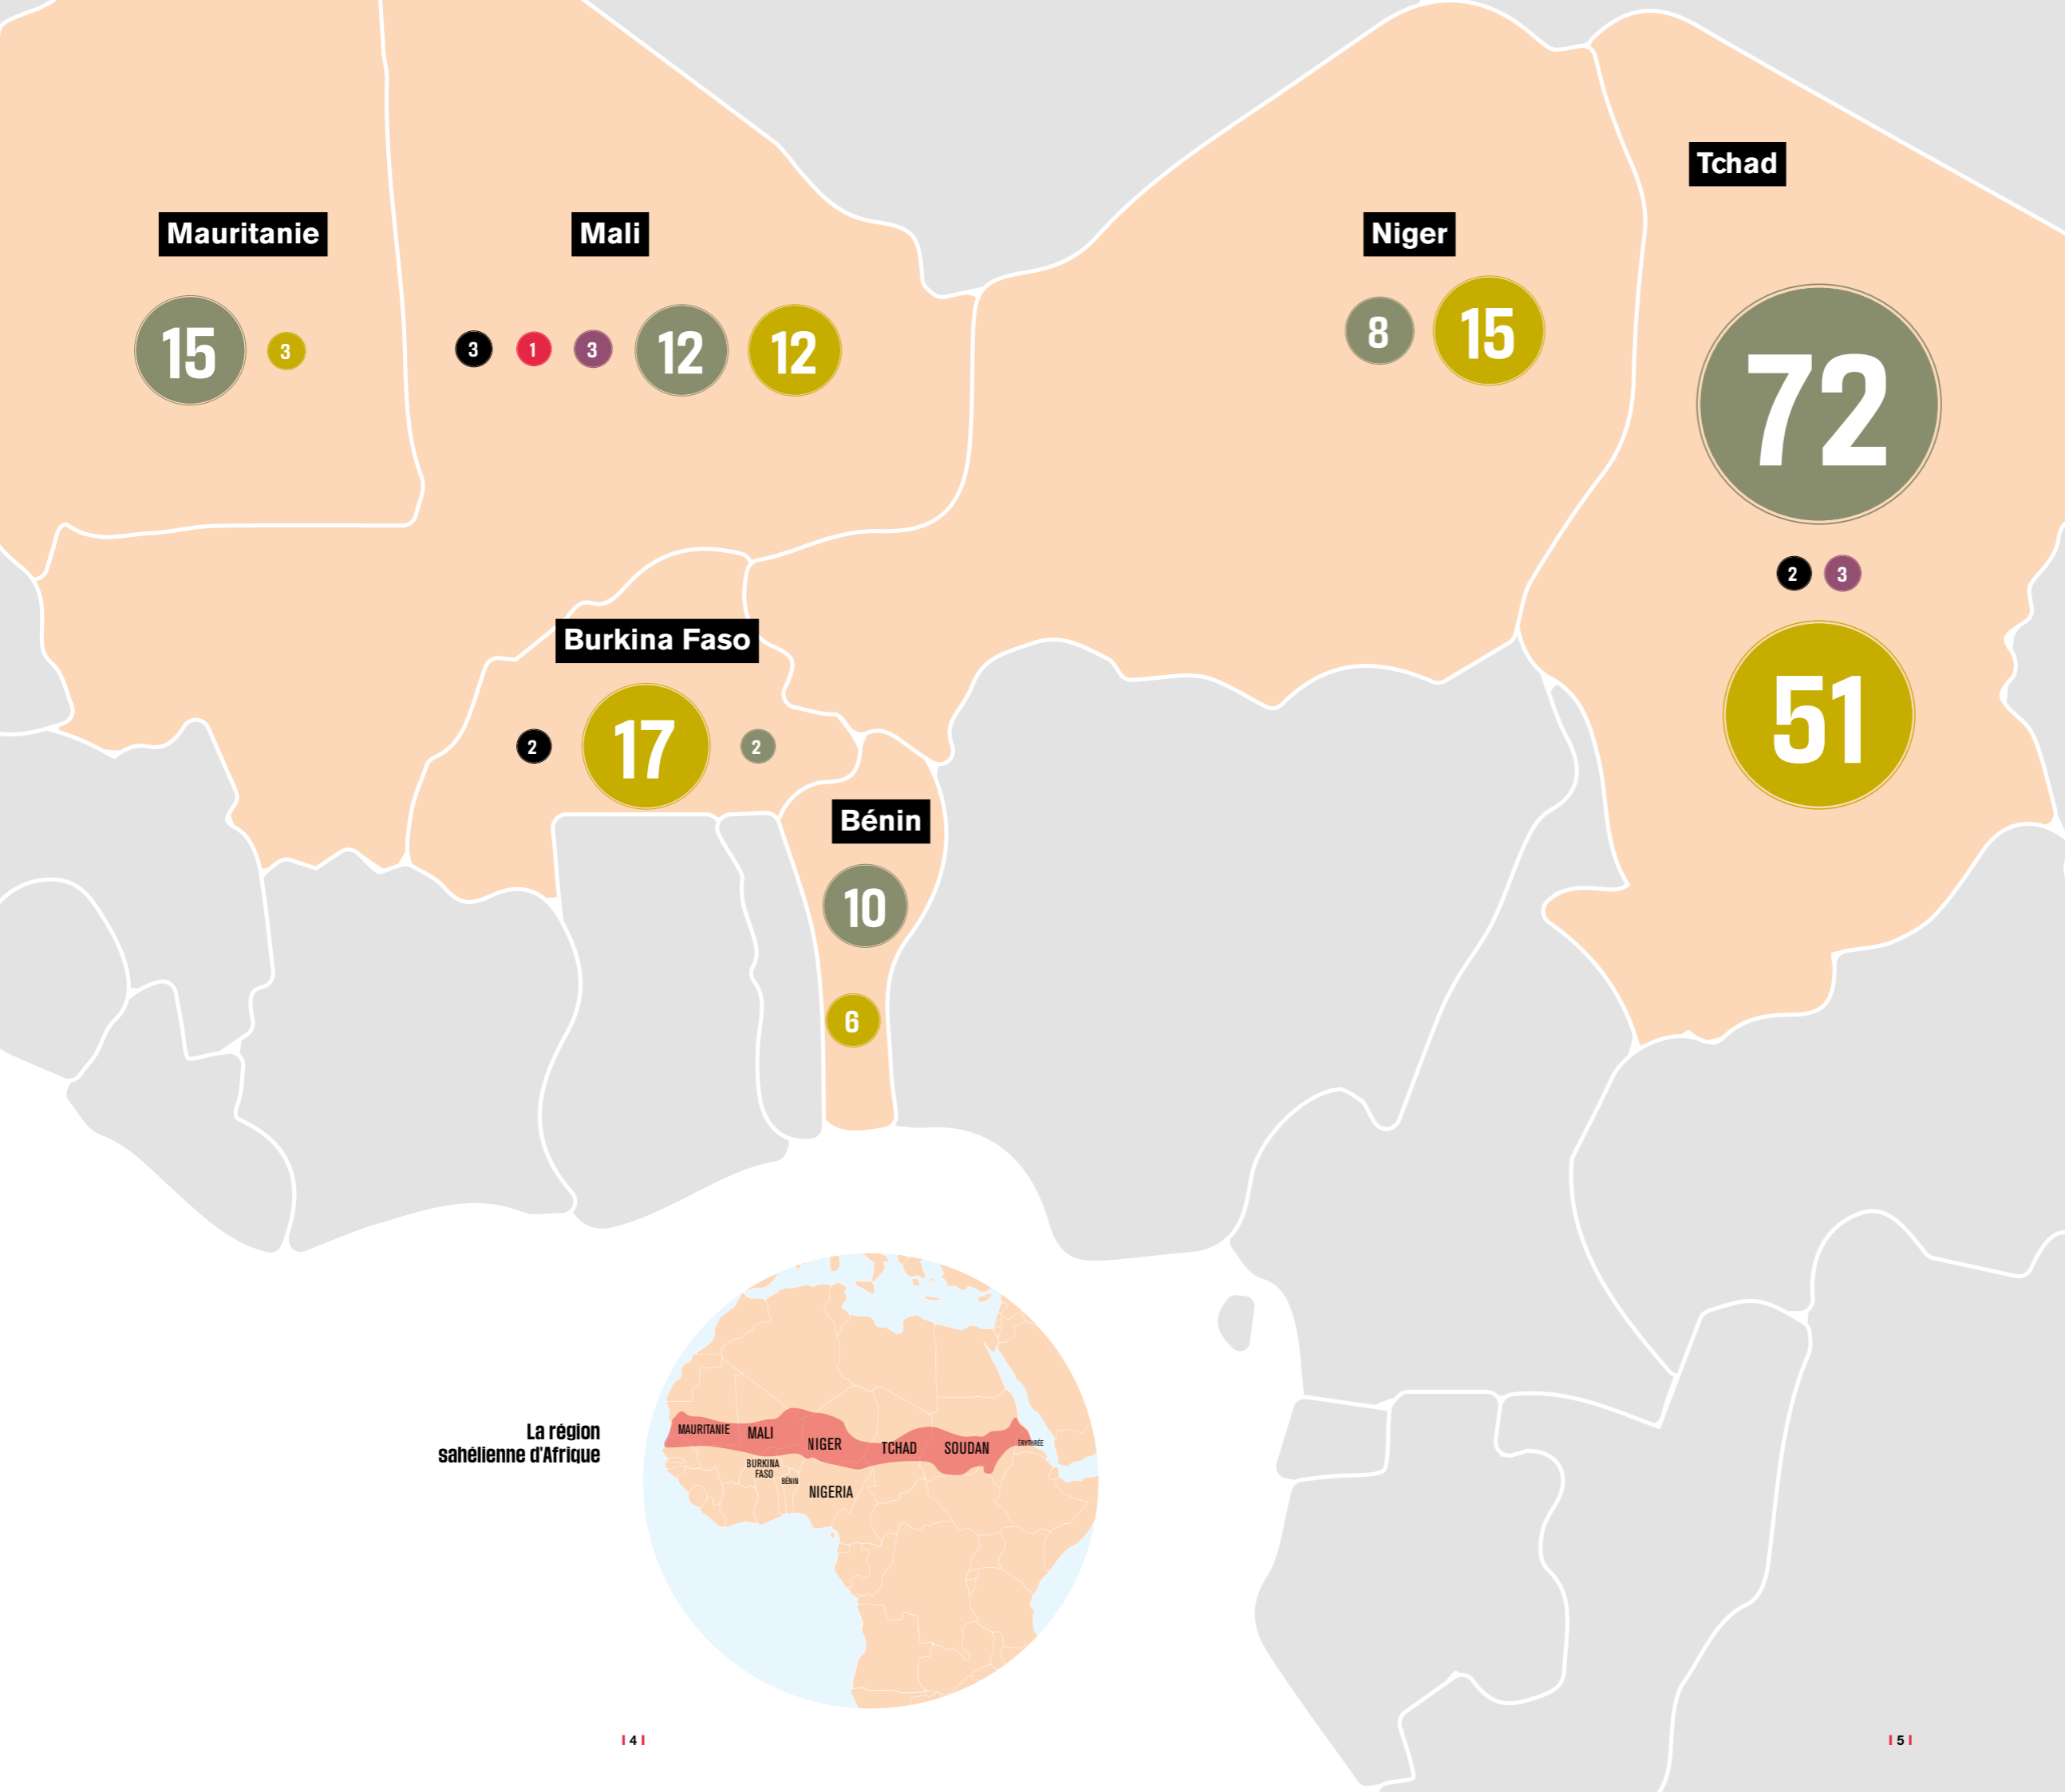 Mauritanie
15
3
Mali
3
1
3
12
12
Niger
8
15
Tchad
72
2
3
51
Burkina Faso
2
17
2
Bénin
10
6
La région
sahélienne d'Afrique
MAURITANIE
MALI
NIGER
TCHAD
SOUDAN
ÉRYTHRÉE
BURKINA
FASO
BÉNIN
NIGERIA
| 4 |
| 5 |